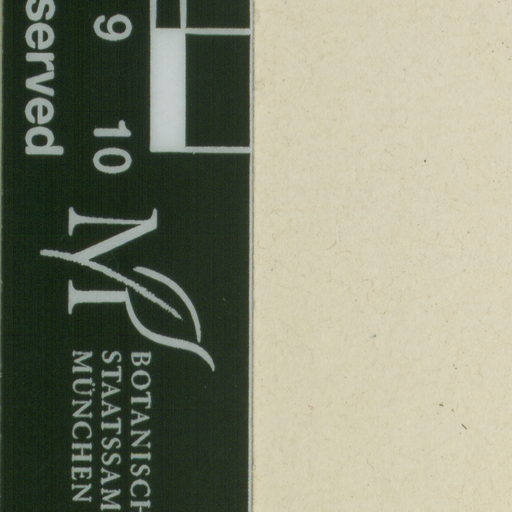 served
9 10
M
BOTANISCH
STAATSSAM
MÜNCHEN